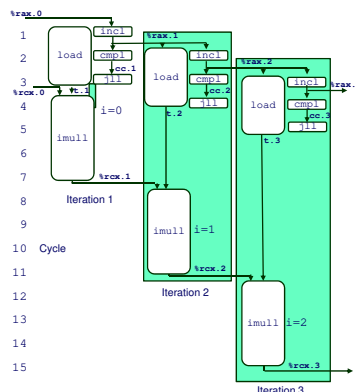 %rax.0
1
incl
%rax.1
2
load
cmpl
cc.1
load
incl
%rax.2
3
jll
cmpl
cc.2
load
incl
%rax.
%rcx.0
t.1
4
i=0
jll
cmpl
cc.3
t.2
5
imull
jll
6
t.3
7
%rcx.1
8
Iteration 1
9
imull
i=1
10
Cycle
11
%rcx.2
12
Iteration 2
13
imull
i=2
14
15
%rcx.3
Iteration 3